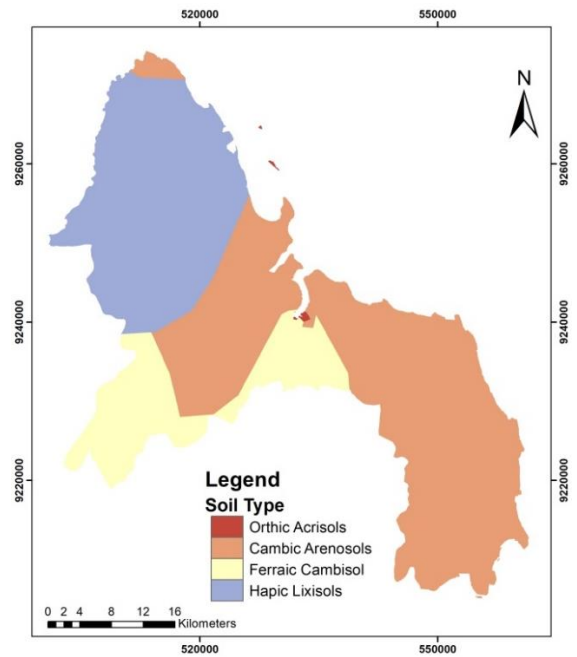 520000 550000
N
9260000 9260000
9240000 9240000
9220000 9220000
Legend
Soil Type
Orthic Acrisols
Cambic Arenosols
Ferraic Cambisol
Hapic Lixisols
0 2 4 8 12 16
Kilometers
520000 550000